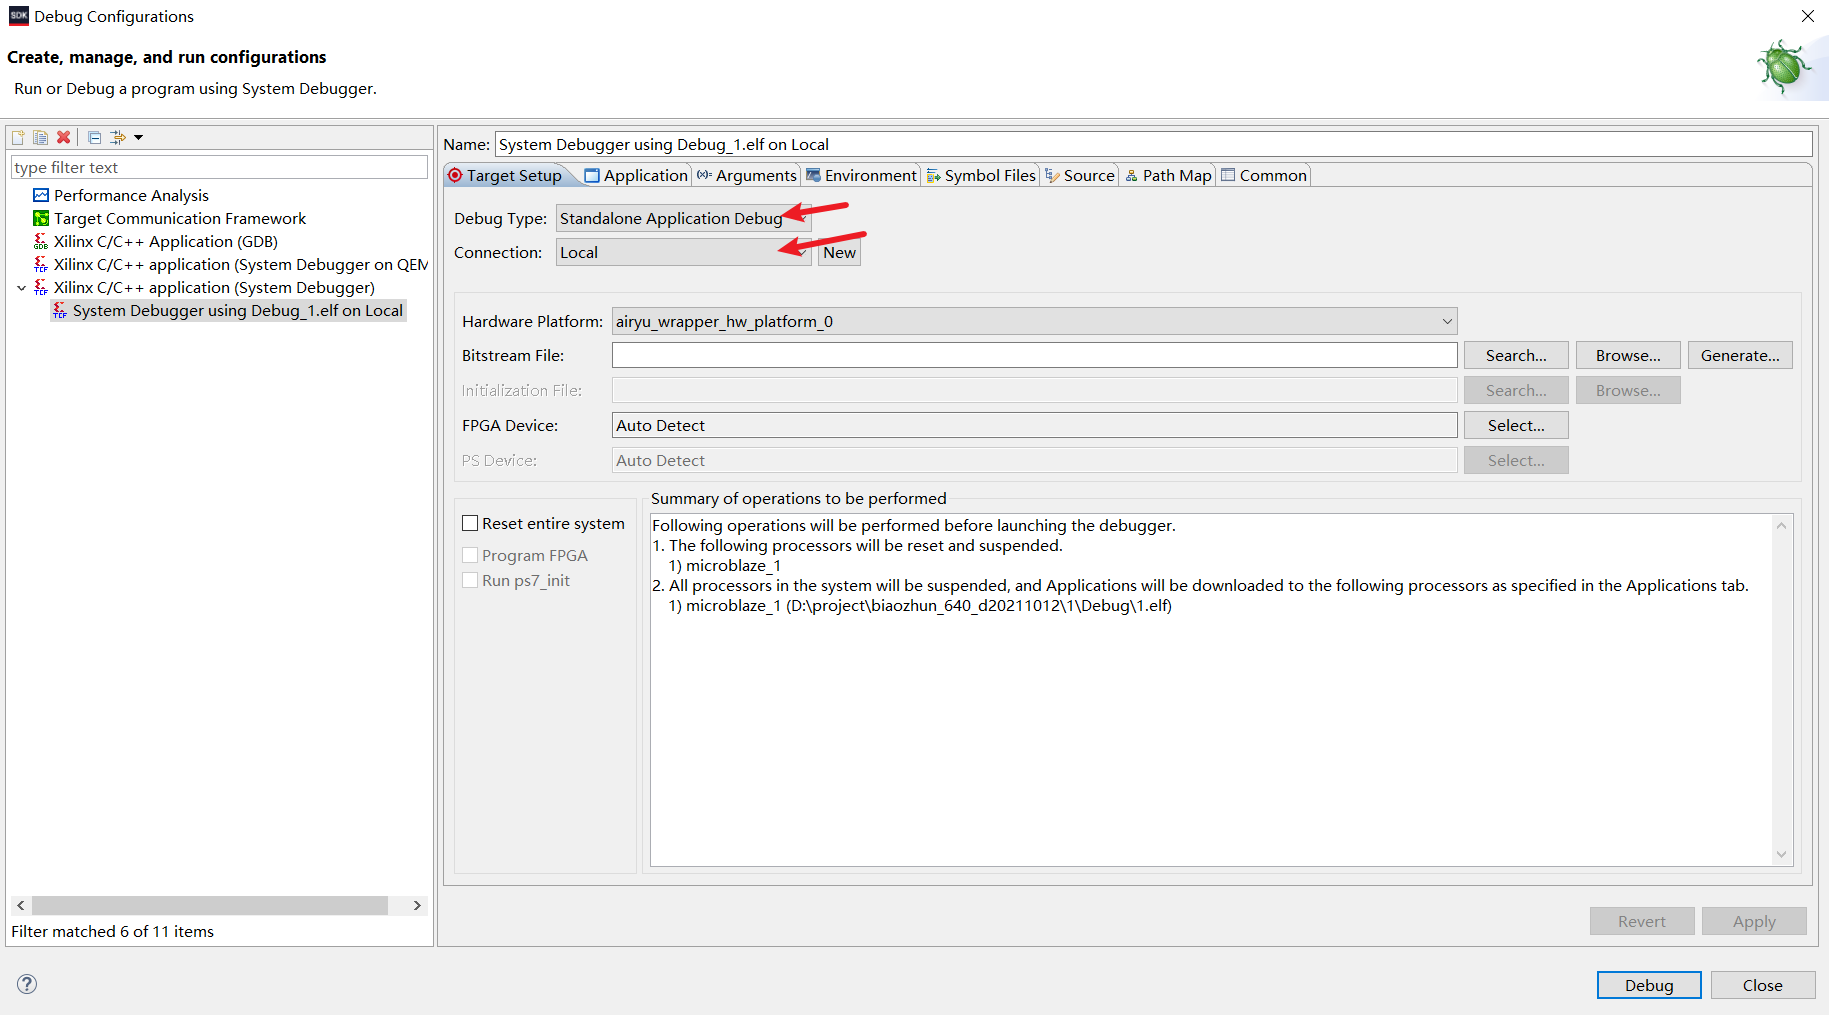 SDK Debug Configurations
Create, manage, and run configurations
Run or Debug a program using System Debugger.
type filter text
Performance Analysis
Target Communication Framework
Xilinx C/C++ Application (GDB)
Xilinx C/C++ application (System Debugger on QEM
Xilinx C/C++ application (System Debugger)
System Debugger using Debug_1.elf on Local
Filter matched 6 of 11 items
Name: System Debugger using Debug_1.elf on Local
Target Setup Application Arguments Environment Symbol Files Source Path Map Common
Debug Type: Standalone Application Debug
Connection: Local New
Hardware Platform: airyu_wrapper_hw_platform_0
Bitstream File: Search... Browse... Generate...
Initialization File: Search... Browse...
FPGA Device: Auto Detect Select...
PS Device: Auto Detect Select...
Reset entire system
Program FPGA
Run ps7_init
Summary of operations to be performed
Following operations will be performed before launching the debugger.
1. The following processors will be reset and suspended.
1) microblaze_1
2. All processors in the system will be suspended, and Applications will be downloaded to the following processors as specified in the Applications tab.
1) microblaze_1 (D:\project\biaozhun_640_d20211012\1\Debug\1.elf)
Revert Apply
Debug Close